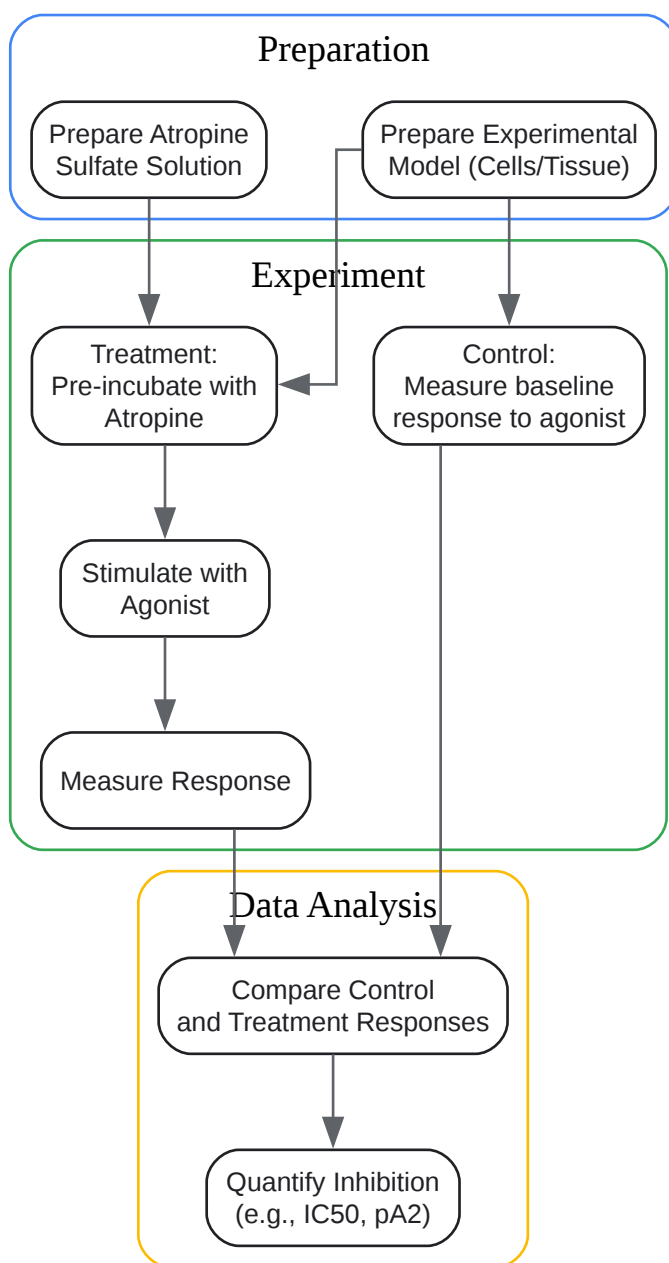 Preparation
Prepare Atropine
Sulfate Solution
Prepare Experimental
Model (Cells/Tissue)
Experiment
Treatment:
Pre-incubate with
Atropine
Control:
Measure baseline
response to agonist
Stimulate with
Agonist
Measure Response
Data Analysis
Compare Control
and Treatment Responses
Quantify Inhibition
(e.g., IC50, pA2)